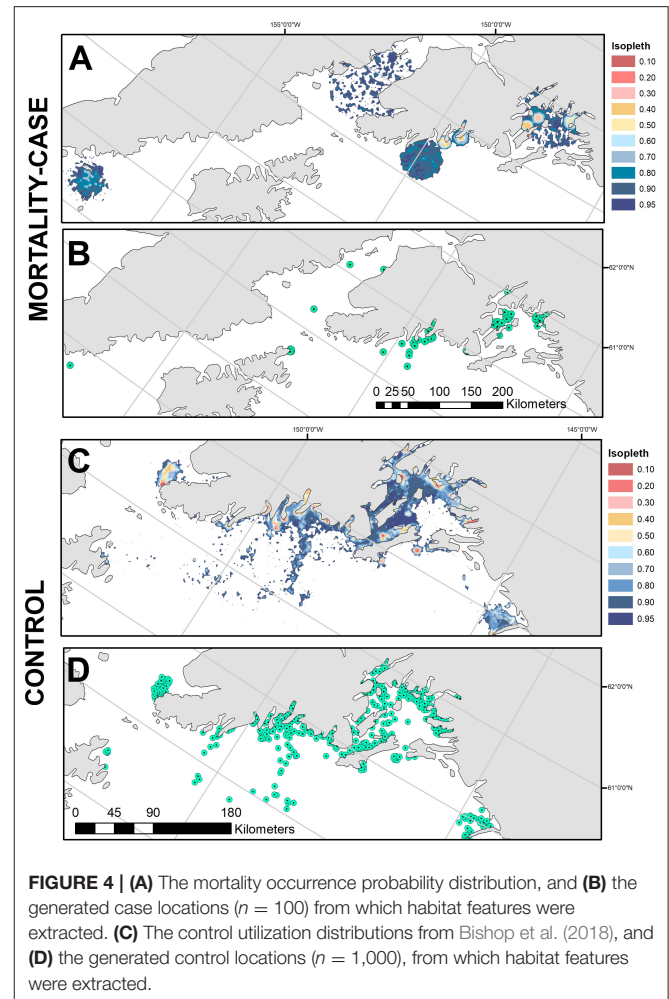 155°0'0"W
150°0'0"W
MORTALITY-CASE
A
Isopleth
0.10
0.20
0.30
0.40
0.50
0.60
0.70
0.80
0.90
0.95
B
62°0'0"N
61°0'0"N
0 25 50 100 150 200
Kilometers
CONTROL
150°0'0"W
145°0'0"W
C
Isopleth
0.10
0.20
0.30
0.40
0.50
0.60
0.70
0.80
0.90
0.95
D
62°0'0"N
61°0'0"N
0 45 90 180
Kilometers
FIGURE 4 | (A) The mortality occurrence probability distribution, and (B) the
generated case locations (n = 100) from which habitat features were
extracted. (C) The control utilization distributions from Bishop et al. (2018), and
(D) the generated control locations (n = 1,000), from which habitat features
were extracted.